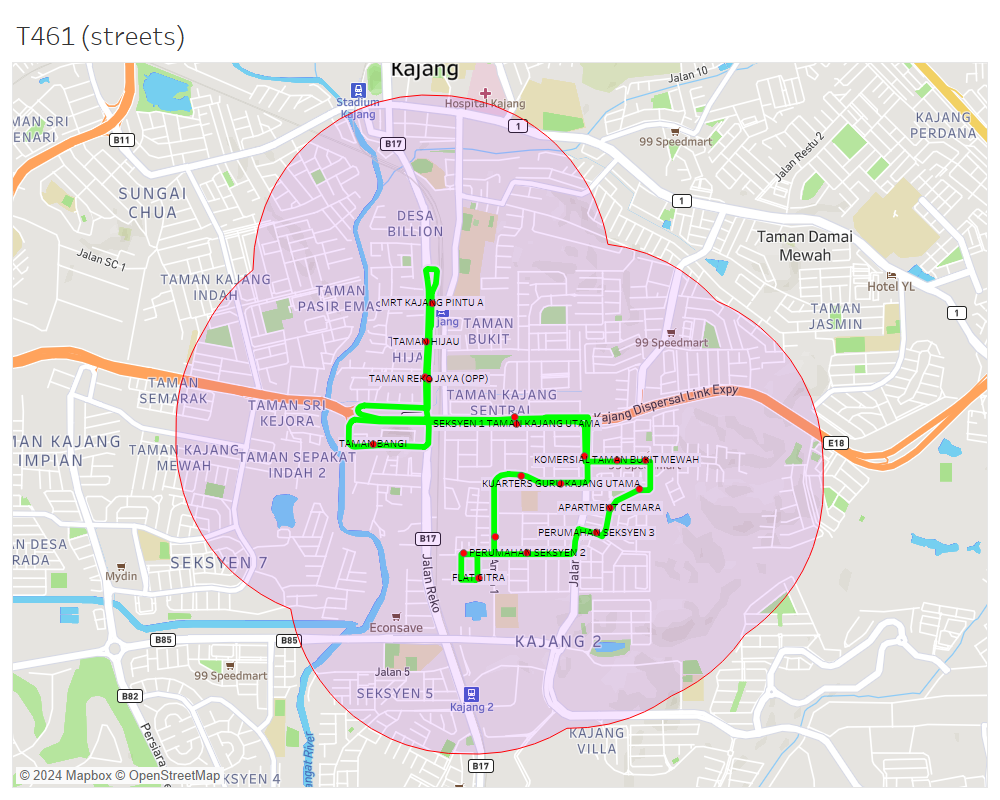 T461 (streets)
Kajang
Jalan 10
Stadium
Kajang
Hospital Kajang
MAN SRI
ENARI
B11
B17
1
99 Speedmart
KAJANG
PERDANA
Jalan Restu 2
SUNGAI
CHUA
1
DESA
BILLION
Taman Damai
Mewah
Jalan SC 1
TAMAN KAJANG
INDAH
TAMAN
PASIR EMAS
MRT KAJANG PINTU A
Hotel YL
jang
TAMAN
BUKIT
TAMAN
JASMIN
1
TAMAN HIJAU
HIJA
99 Speedmart
TAMAN REKO JAYA (OPP)
TAMAN
SEMARAK
TAMAN KAJANG
SENTRAL
Kajang Dispersal Link Expy
TAMAN SRI
KEJORA
SEKSYEN 1 TAMAN KAJANG UTAMA
MAN KAJANG
IMPIAN
TAMAN KAJANG
MEWAH
TAMAN BANGI
E18
TAMAN SEPAKAT
INDAH 2
KOMERSIAL TAMAN BUKIT MEWAH
99 Speedmart
KUARTERS GURU KAJANG UTAMA
APARTMENT CEMARA
PERUMAHAN SEKSYEN 3
B17
AN DESA
RADA
PERUMAHAN SEKSYEN 2
SEKSYEN 7
Mydin
Jalan Reko
Jalan
FLAT CITRA
Econsave
B85
B85
KAJANG 2
99 Speedmart
Jalan 5
SEKSYEN 5
B82
Kajang 2
KAJANG
VILLA
Persiara
ngat River
B17
© 2024 Mapbox © OpenStreetMap
KSYEN 4